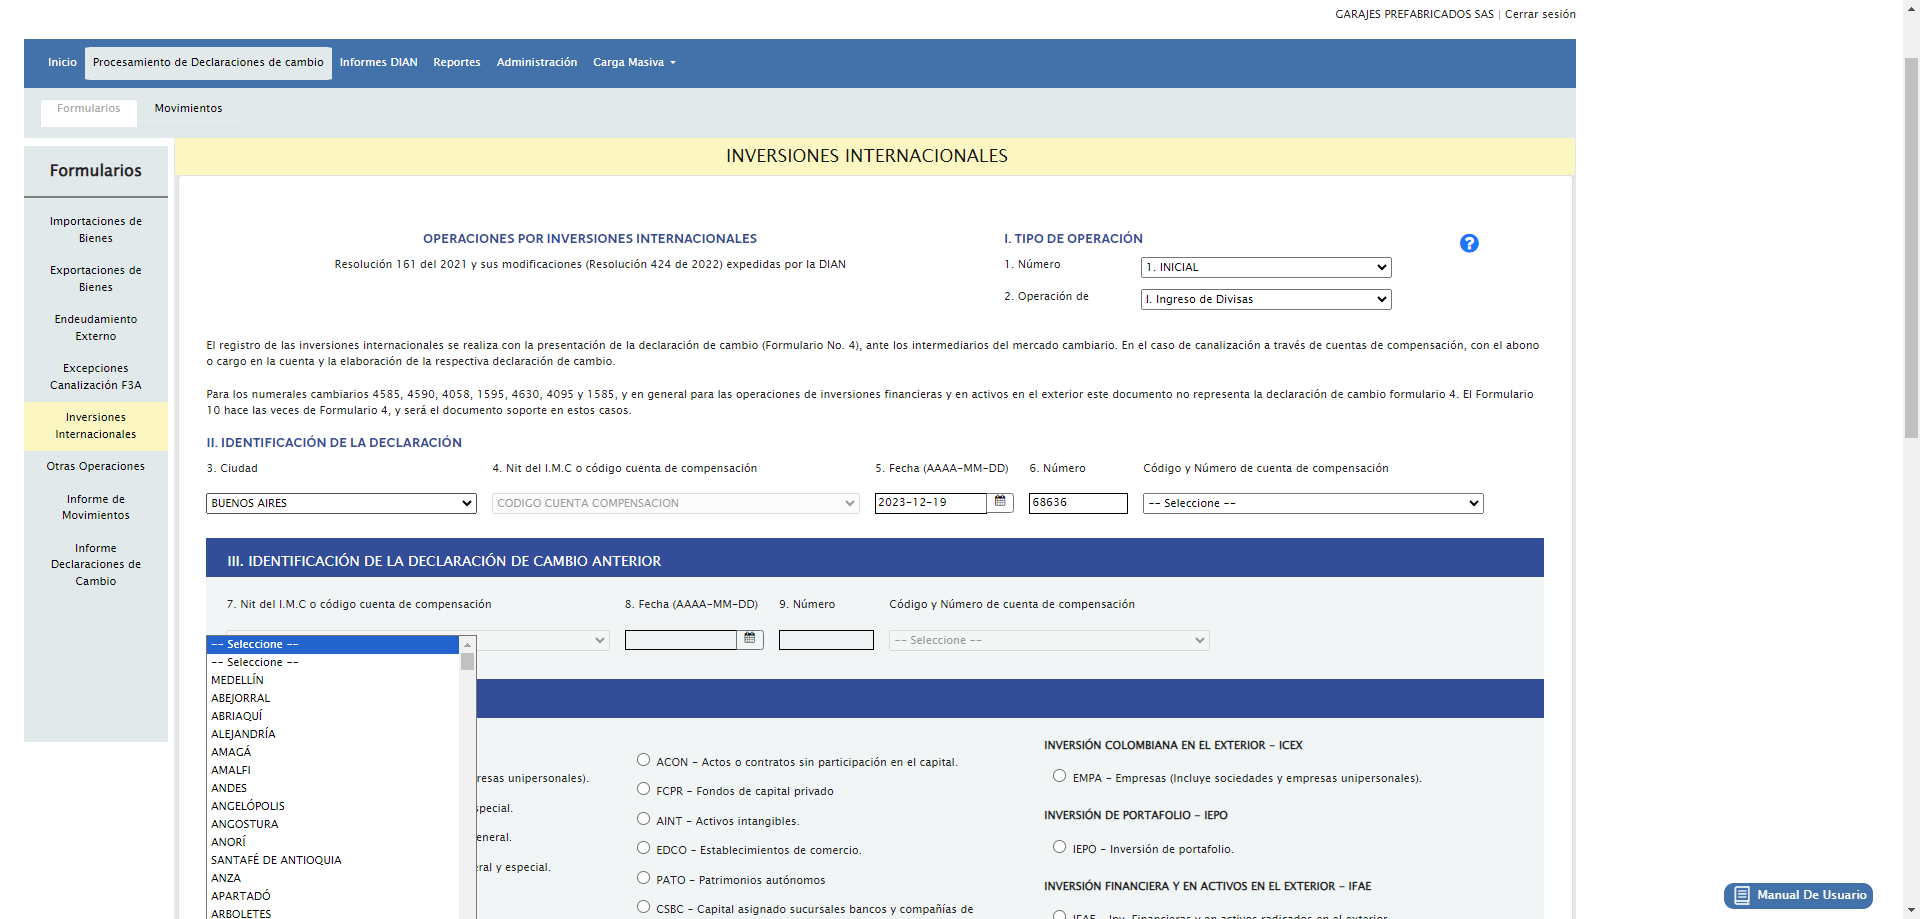 GARAJES PREFABRICADOS SAS | Cerrar sesión
Inicio Procesamiento de Declaraciones de cambio Informes DIAN Reportes Administración Carga Masiva
Formularios Movimientos
Formularios
Importaciones de
Bienes
Exportaciones de
Bienes
Endeudamiento
Externo
Excepciones
Canalización F3A
Inversiones
Internacionales
Otras Operaciones
Informe de
Movimientos
Informe
Declaraciones de
Cambio
INVERSIONES INTERNACIONALES
OPERACIONES POR INVERSIONES INTERNACIONALES
Resolución 161 del 2021 y sus modificaciones (Resolución 424 de 2022) expedidas por la DIAN
I. TIPO DE OPERACIÓN
?
1. Número 1. INICIAL
2. Operación de I. Ingreso de Divisas
El registro de las inversiones internacionales se realiza con la presentación de la declaración de cambio (Formulario No. 4), ante los intermediarios del mercado cambiario. En el caso de canalización a través de cuentas de compensación, con el abono
o cargo en la cuenta y la elaboración de la respectiva declaración de cambio.
Para los numerales cambiarios 4585, 4590, 4058, 1595, 4630, 4095 y 1585, y en general para las operaciones de inversiones financieras y en activos en el exterior este documento no representa la declaración de cambio formulario 4. El Formulario
10 hace las veces de Formulario 4, y será el documento soporte en estos casos.
II. IDENTIFICACIÓN DE LA DECLARACIÓN
3. Ciudad 4. Nit del I.M.C o código cuenta de compensación 5. Fecha (AAAA-MM-DD) 6. Número Código y Número de cuenta de compensación
BUENOS AIRES CODIGO CUENTA COMPENSACION 2023-12-19 68636 -- Seleccione --
III. IDENTIFICACIÓN DE LA DECLARACIÓN DE CAMBIO ANTERIOR
7. Nit del I.M.C o código cuenta de compensación 8. Fecha (AAAA-MM-DD) 9. Número Código y Número de cuenta de compensación
-- Seleccione --
-- Seleccione --
-- Seleccione --
MEDELLÍN
ABEJORRAL
ABRIAQUÍ
ALEJANDRÍA
AMAGÁ
AMALFI
ANDES
ANGELÓPOLIS
ANGOSTURA
ANORÍ
SANTAFÉ DE ANTIOQUIA
ANZA
APARTADÓ
ARBOLETES
resas unipersonales).
special.
eneral.
ral y especial.
ACON - Actos o contratos sin participación en el capital.
FCPR - Fondos de capital privado
AINT - Activos intangibles.
EDCO - Establecimientos de comercio.
PATO - Patrimonios autónomos
CSBC - Capital asignado sucursales bancos y compañías de
INVERSIÓN COLOMBIANA EN EL EXTERIOR - ICEX
EMPA - Empresas (Incluye sociedades y empresas unipersonales).
INVERSIÓN DE PORTAFOLIO - IEPO
IEPO - Inversión de portafolio.
INVERSIÓN FINANCIERA Y EN ACTIVOS EN EL EXTERIOR - IFAE
IFAE - Inv. Financieras y en activos radicados en el exterior
Manual De Usuario